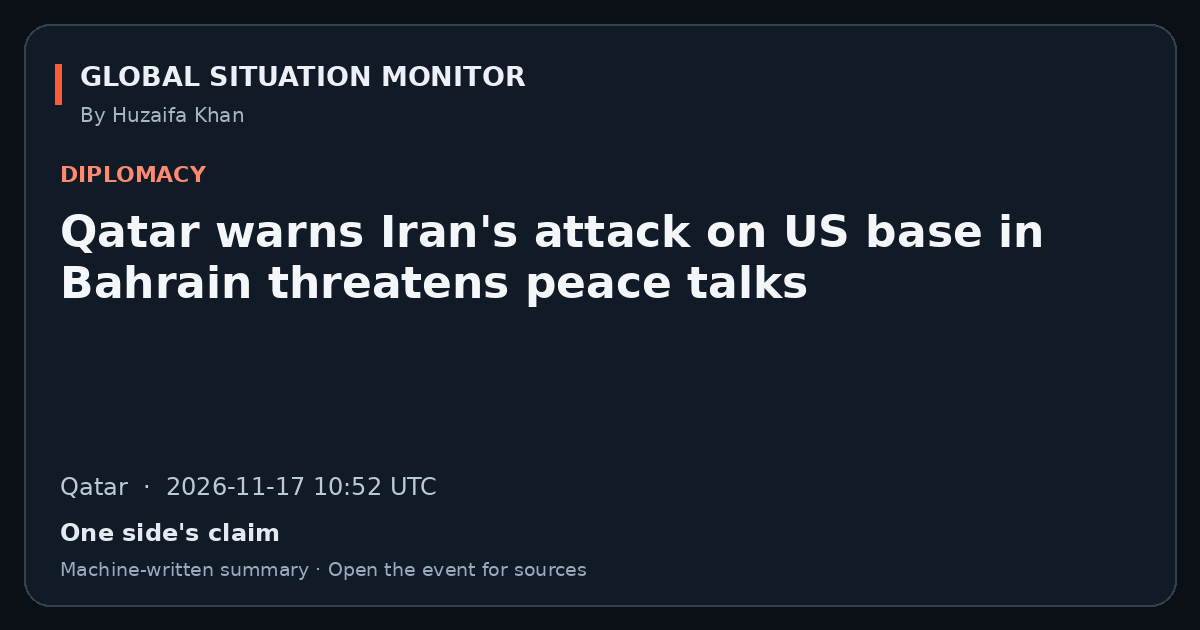 GLOBAL SITUATION MONITOR
By Huzaifa Khan
DIPLOMACY
Qatar warns Iran's attack on US base in
Bahrain threatens peace talks
Qatar · 2026-11-17 10:52 UTC
One side's claim
Machine-written summary · Open the event for sources